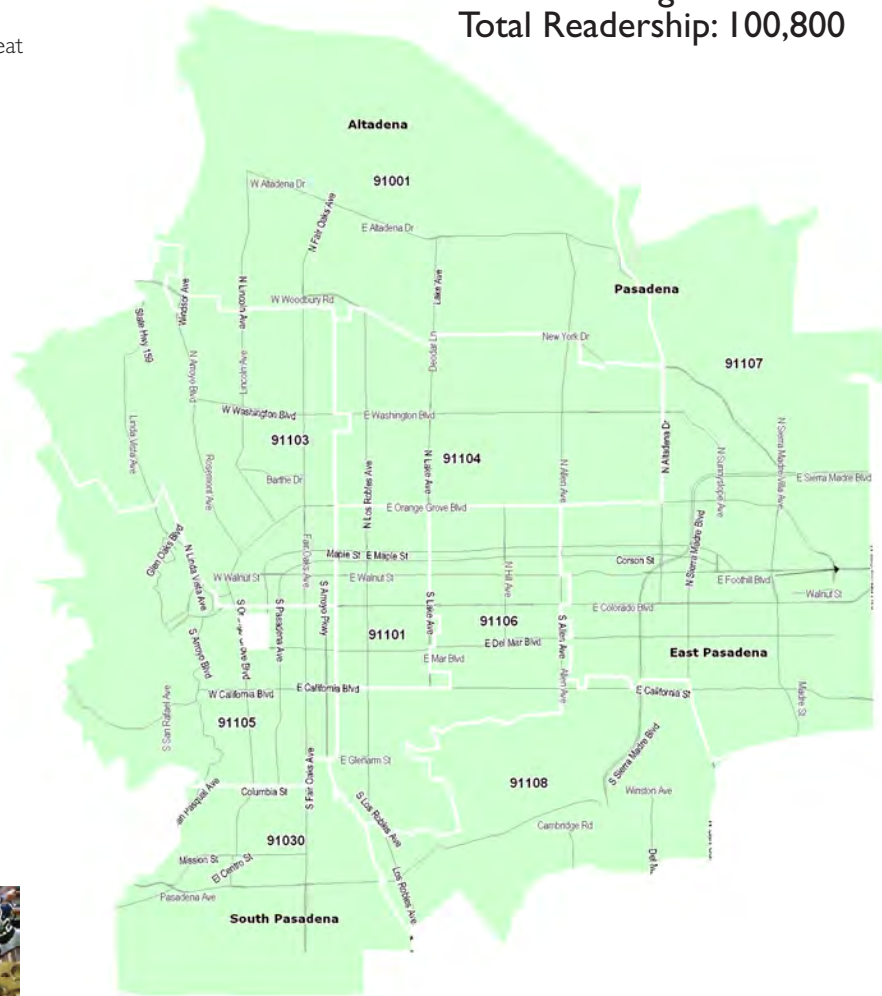 Total Readership: 100,800
eat
Altadena
91001
W Altadena Dr
N Fair Oaks Ave
E Altadena Dr
Lake Ave
Pasadena
W Woodbury Rd
Windsor Ave
N Lincoln Ave
State Hwy 159
New York Dr
Deodar Ln
91107
N Arroyo Blvd
Lincoln Ave
W Washington Blvd
E Washington Blvd
Linda Vista Ave
91103
91104
N Altadena Dr
N Sierra Madre Villa Ave
N Sunnyslope Ave
Rosemont Ave
Barthe Dr
N Los Robles Ave
N Lake Ave
N Allen Ave
E Sierra Madre Blvd
E Orange Grove Blvd
N Sierra Madre Blvd
Glen Oaks Blvd
Fair Oaks Ave
Maple St
E Maple St
Corson St
N Linda Vista Ave
W Walnut St
E Walnut St
N Hill Ave
E Foothill Blvd
Walnut St
S Pasadena Ave
S Arroyo Pkwy
S Lake Ave
E Colorado Blvd
91101
91106
S Allen Ave
E Del Mar Blvd
S Arroyo Blvd
E Mar Blvd
East Pasadena
Allen Ave
W California Blvd
E California Blvd
E California St
Madre St
S San Rafael Ave
91105
E Glenarm St
S Sierra Madre Blvd
91108
S Fair Oaks Ave
Columbia St
an Pasqual Ave
Winston Ave
S Los Robles Ave
Cambridge Rd
91030
Mission St
El Centro St
Los Robles Ave
Pasadena Ave
South Pasadena